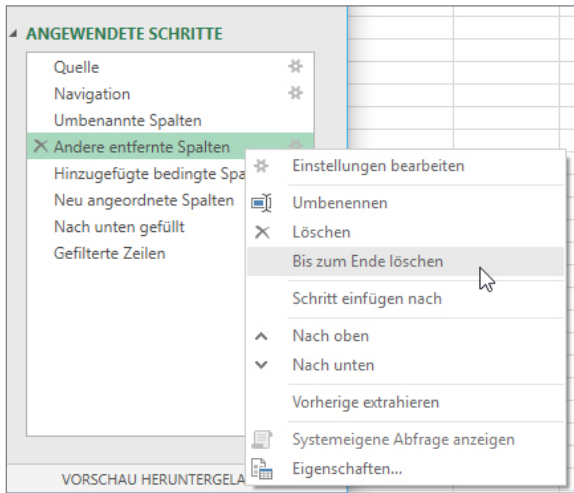 ANGEWENDETE SCHRITTE
Quelle
Navigation
Umbenannte Spalten
Andere entfernte Spalten
Hinzugefügte bedingte Spa
Neu angeordnete Spalten
Nach unten gefüllt
Gefilterte Zeilen
Einstellungen bearbeiten
Umbenennen
Löschen
Bis zum Ende löschen
Schritt einfügen nach
Nach oben
Nach unten
Vorherige extrahieren
Systemeigene Abfrage anzeigen
Eigenschaften...
VORSCHAU HERUNTERGELA